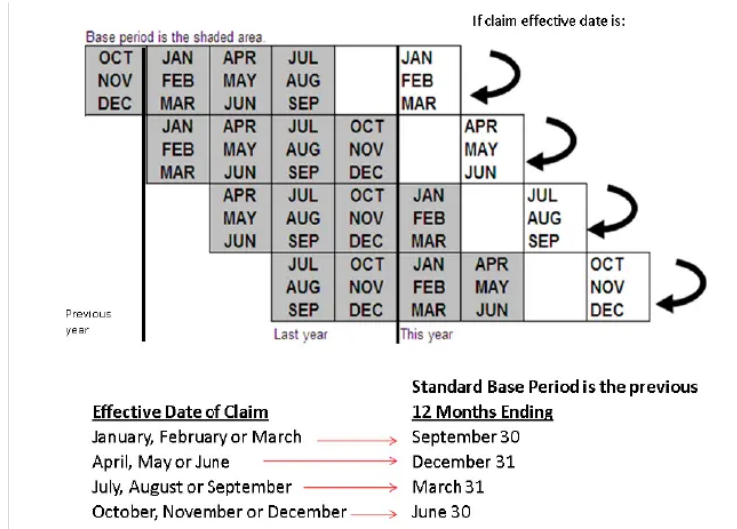 If claim effective date is:
Base period is the shaded area.
OCT JAN APR JUL JAN
NOV FEB MAY AUG FEB
DEC MAR JUN SEP MAR
JAN APR JUL OCT APR
FEB MAY AUG NOV MAY
MAR JUN SEP DEC JUN
APR JUL OCT JAN JUL
MAY AUG NOV FEB AUG
JUN SEP DEC MAR SEP
JUL OCT JAN APR OCT
AUG NOV FEB MAY NOV
SEP DEC MAR JUN DEC
Previous
year
Last year This year
Standard Base Period is the previous
Effective Date of Claim 12 Months Ending
January, February or March September 30
April, May or June December 31
July, August or September March 31
October, November or December June 30